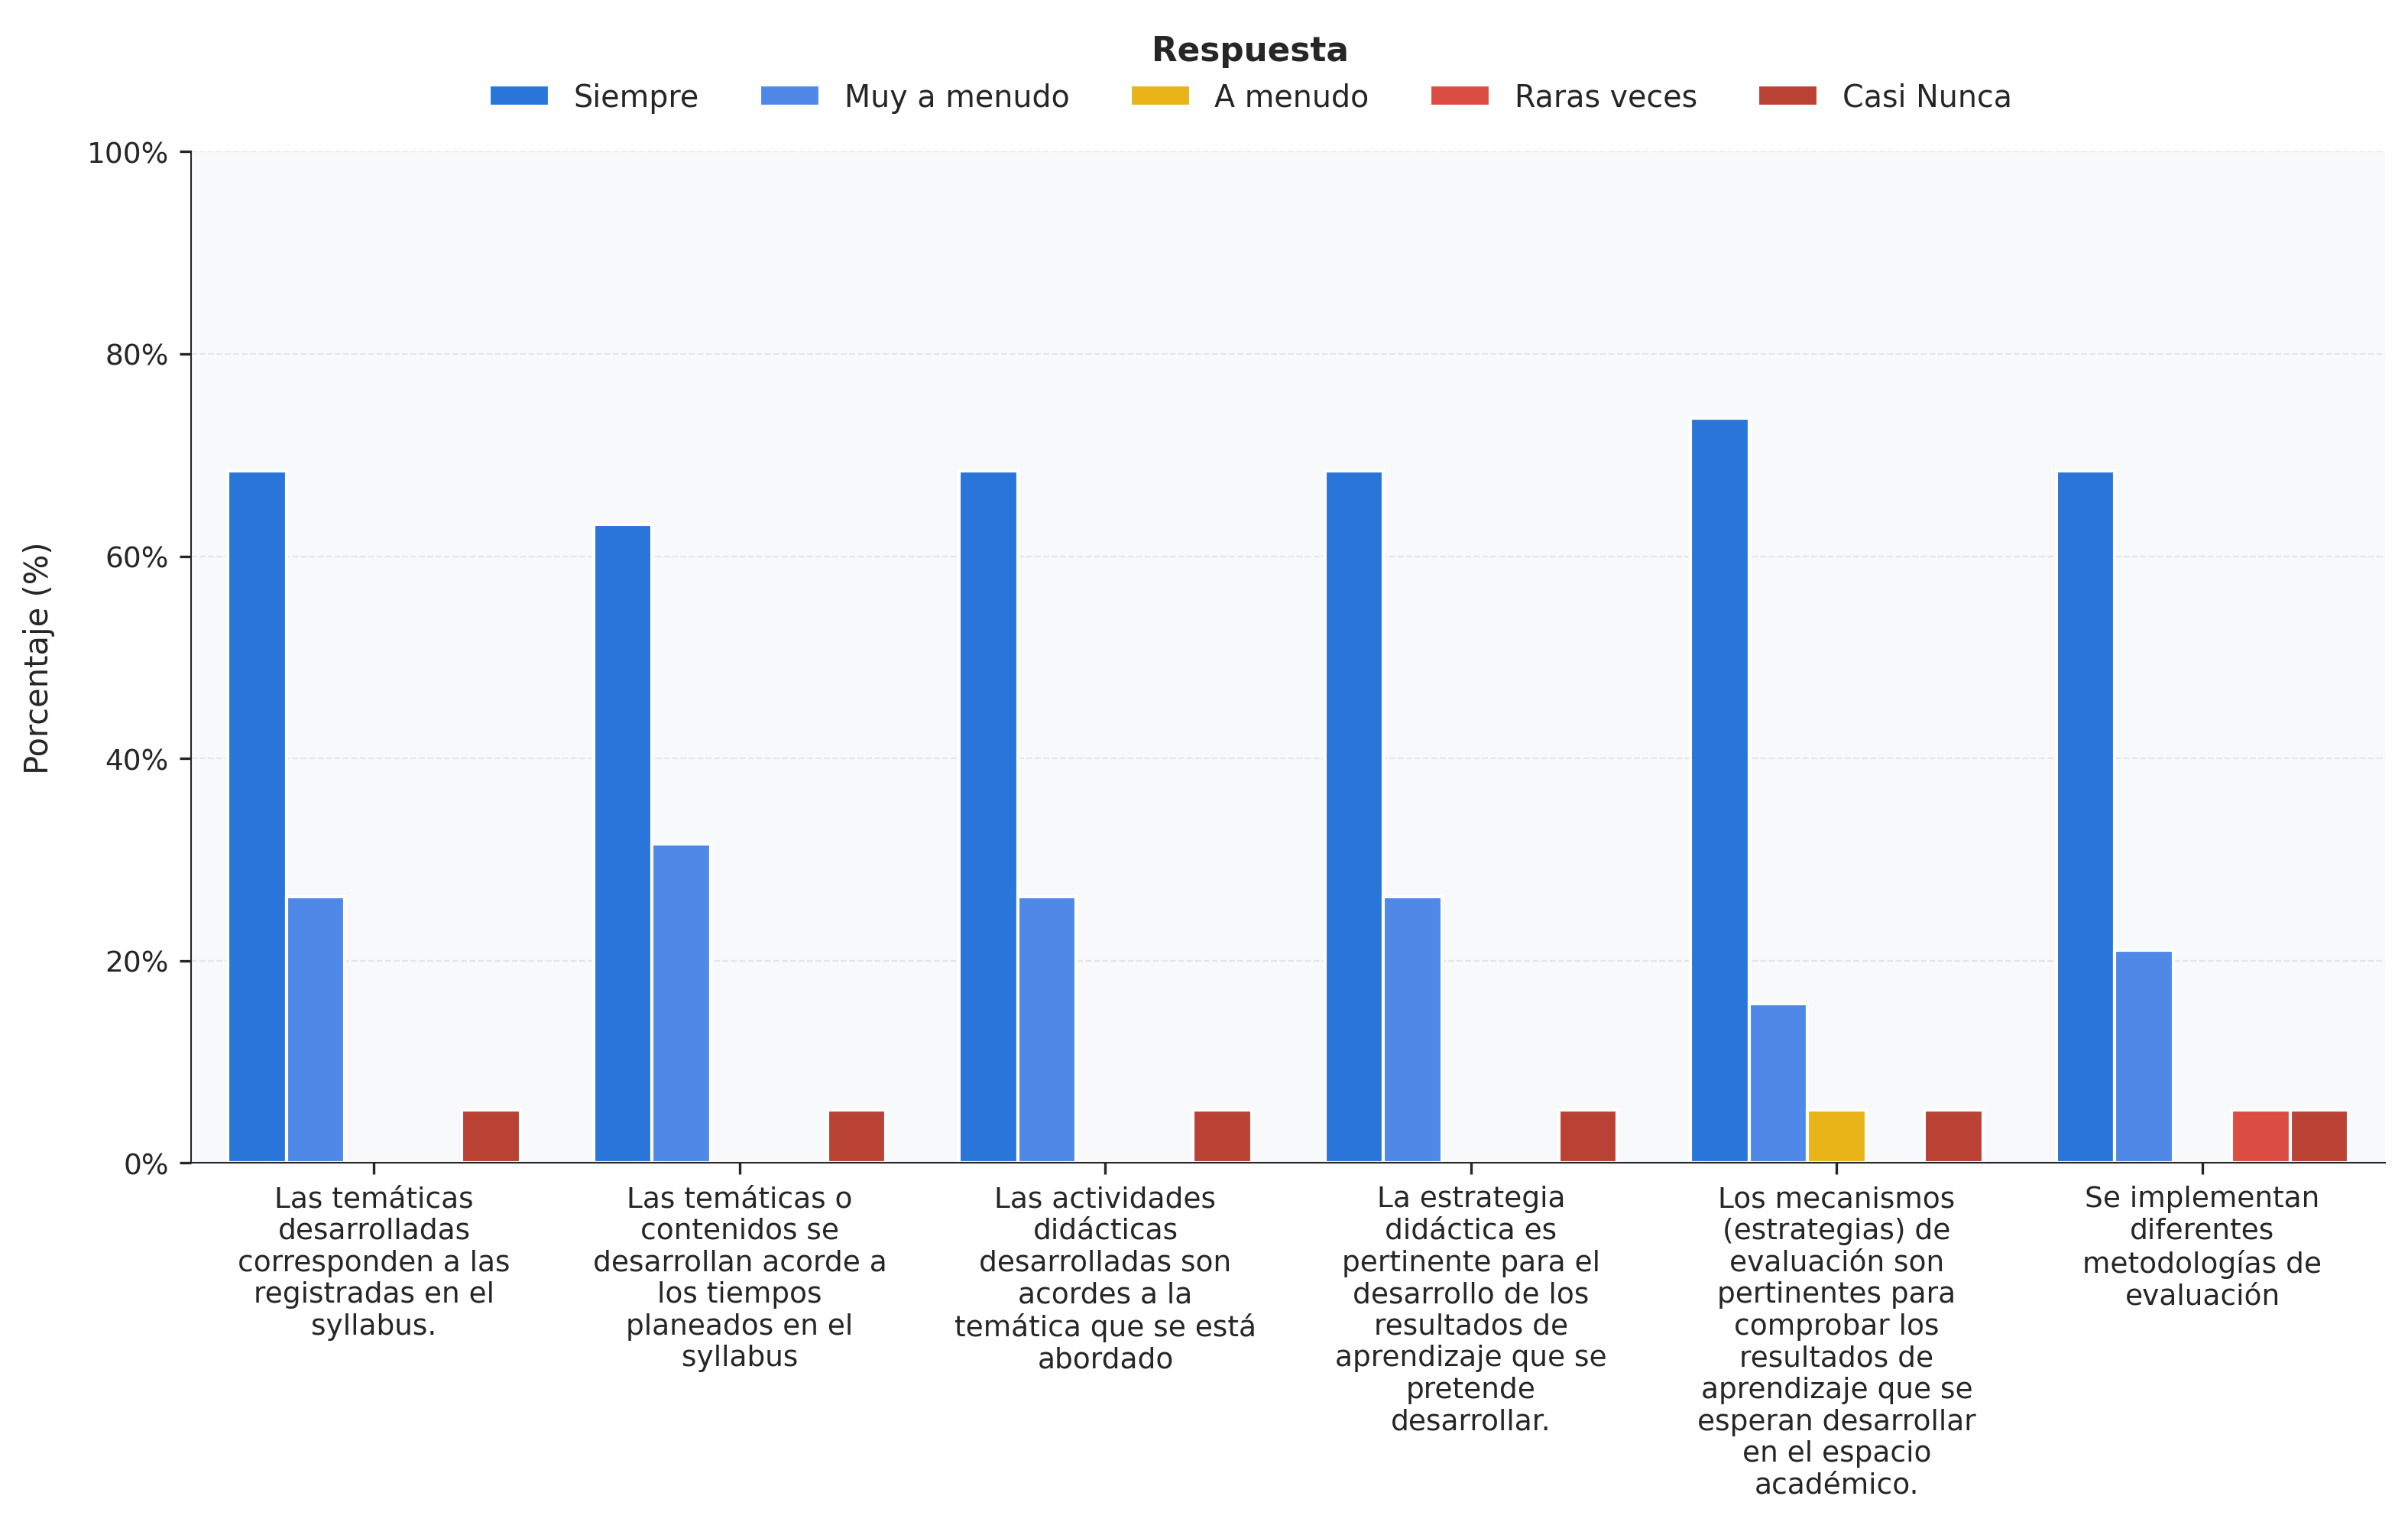 Respuesta
Siempre
Muy a menudo
A menudo
Raras veces
Casi Nunca
Porcentaje (%)
100%
80%
60%
40%
20%
0%
Las temáticas
desarrolladas
corresponden a las
registradas en el
syllabus.
Las temáticas o
contenidos se
desarrollan acorde a
los tiempos
planeados en el
syllabus
Las actividades
didácticas
desarrolladas son
acordes a la
temática que se está
abordado
La estrategia
didáctica es
pertinente para el
desarrollo de los
resultados de
aprendizaje que se
pretende
desarrollar.
Los mecanismos
(estrategias) de
evaluación son
pertinentes para
comprobar los
resultados de
aprendizaje que se
esperan desarrollar
en el espacio
académico.
Se implementan
diferentes
metodologías de
evaluación